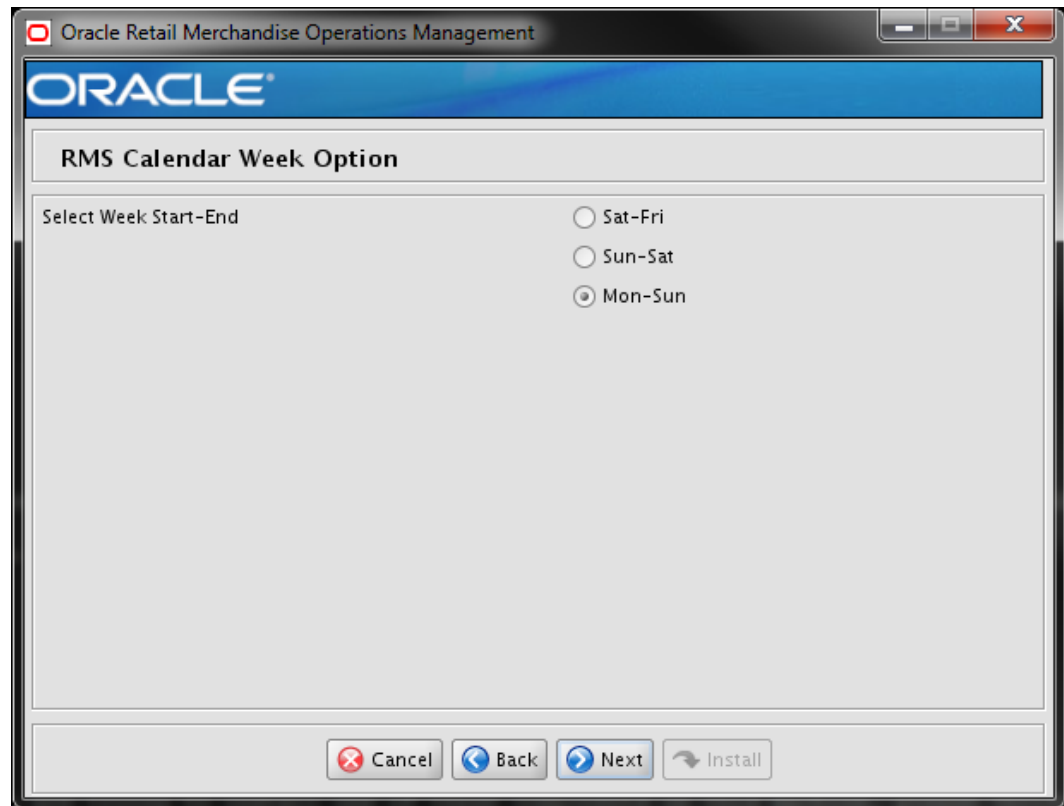 Oracle Retail Merchandise Operations Management
ORACLE®
RMS Calendar Week Option
Select Week Start-End
Sat-Fri
Sun-Sat
Mon-Sun
Cancel Back Next Install